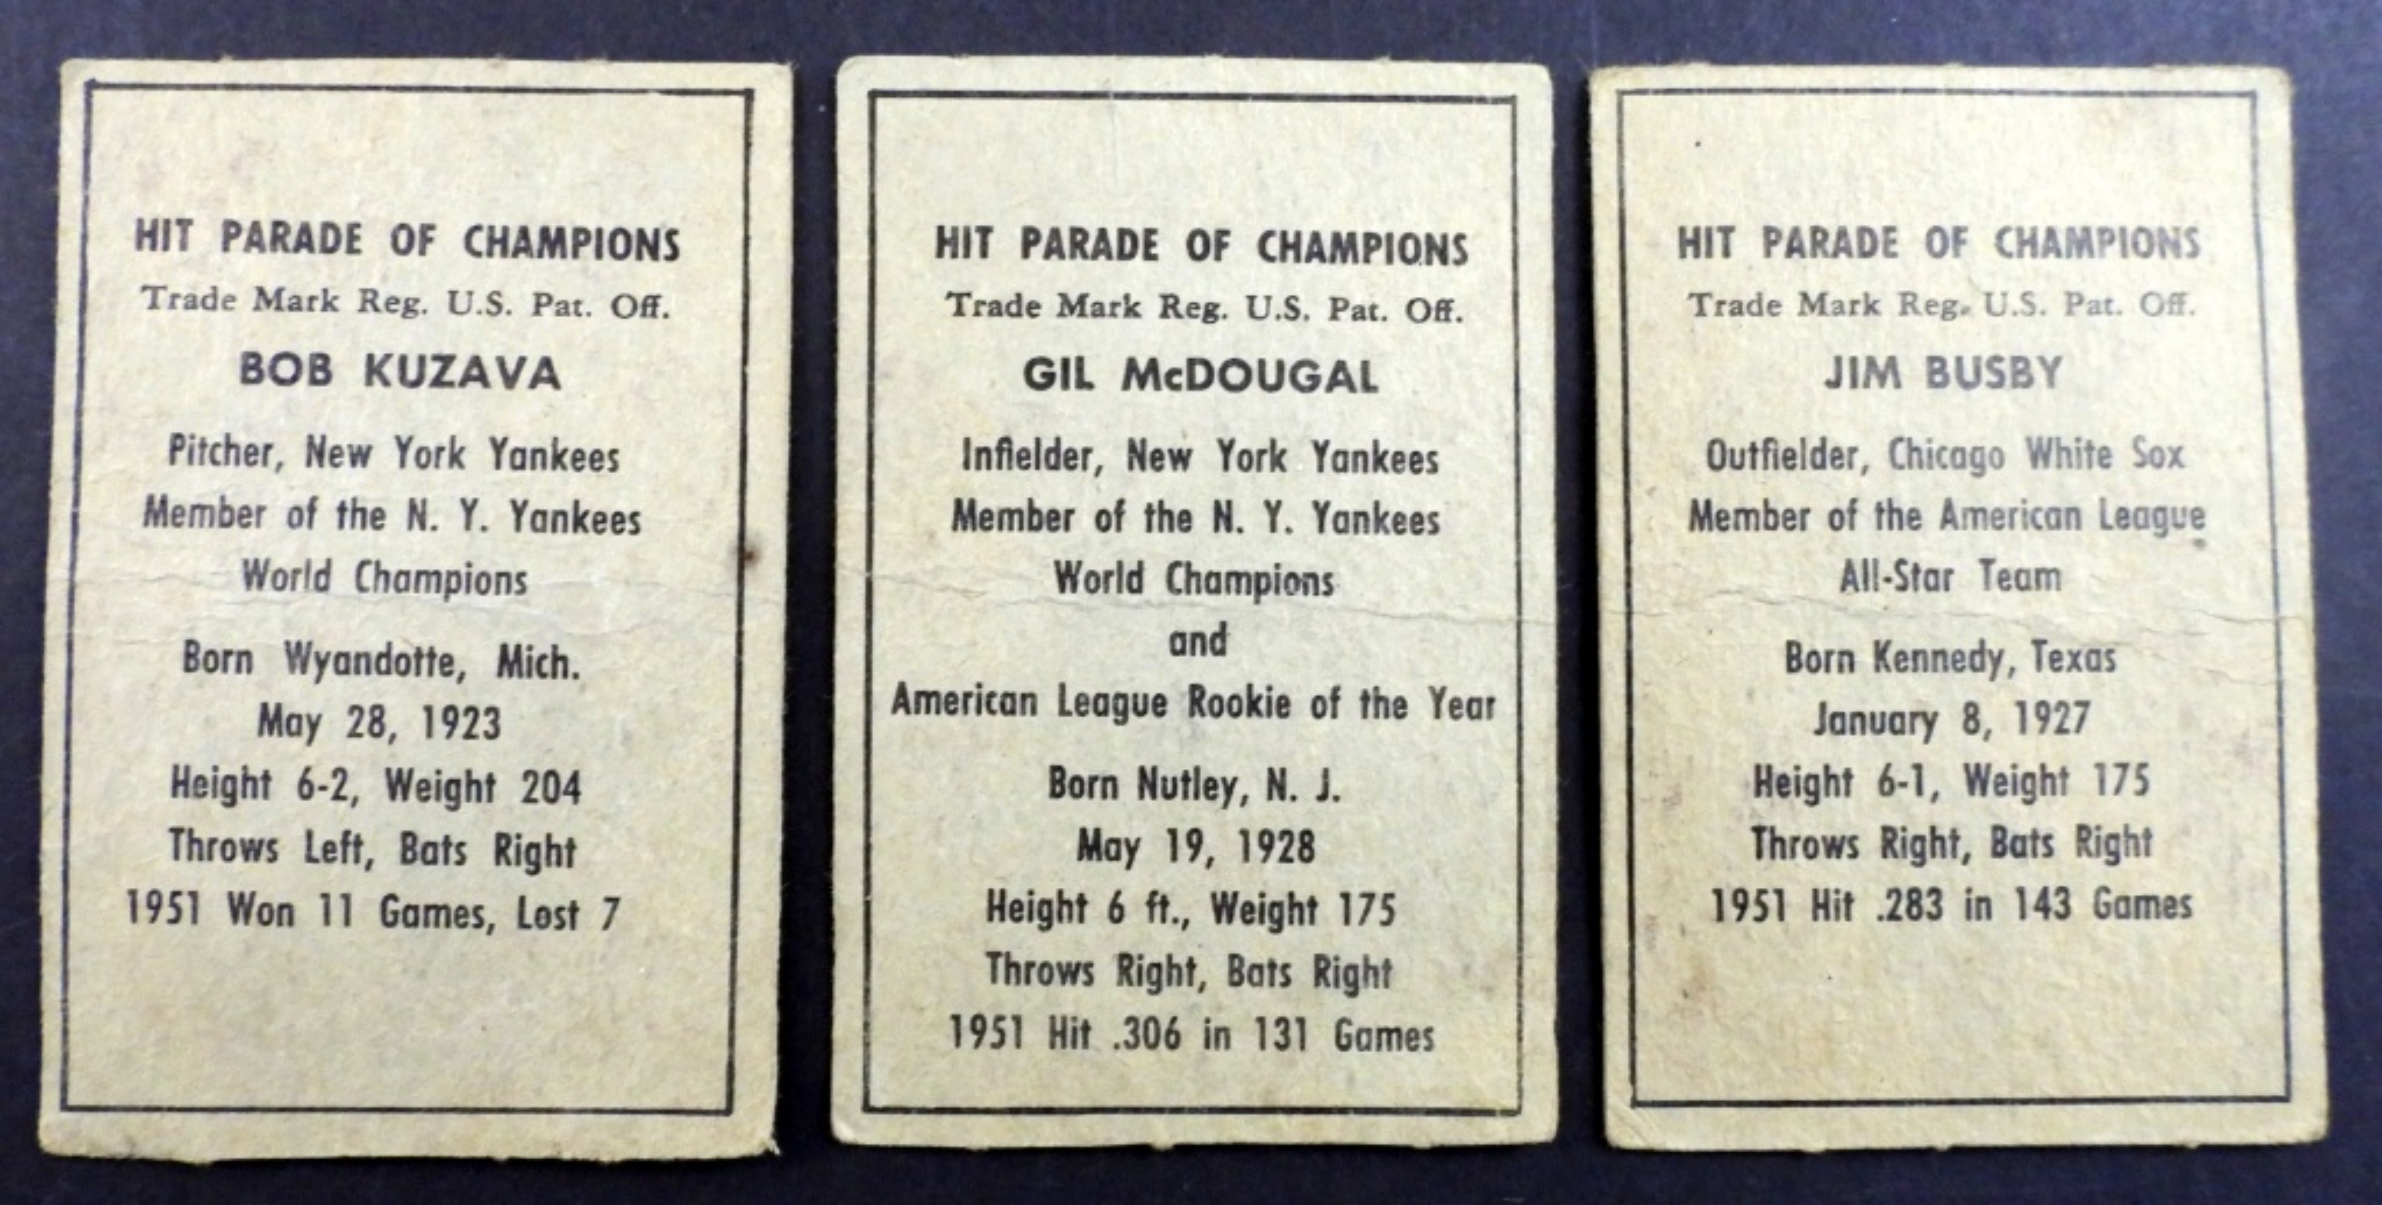 HIT PARADE OF CHAMPIONS
Trade Mark Reg. U.S. Pat. Off.
BOB KUZAVA
Pitcher, New York Yankees
Member of the N. Y. Yankees
World Champions
Born Wyandotte, Mich.
May 28, 1923
Height 6-2, Weight 204
Throws Left, Bats Right
1951 Won 11 Games, Lost 7
HIT PARADE OF CHAMPIONS
Trade Mark Reg. U.S. Pat. Off.
GIL McDOUGAL
Infielder, New York Yankees
Member of the N. Y. Yankees
World Champions
and
American League Rookie of the Year
Born Nutley, N. J.
May 19, 1928
Height 6 ft., Weight 175
Throws Right, Bats Right
1951 Hit .306 in 131 Games
HIT PARADE OF CHAMPIONS
Trade Mark Reg. U.S. Pat. Off.
JIM BUSBY
Outfielder, Chicago White Sox
Member of the American League
All-Star Team
Born Kennedy, Texas
January 8, 1927
Height 6-1, Weight 175
Throws Right, Bats Right
1951 Hit .283 in 143 Games